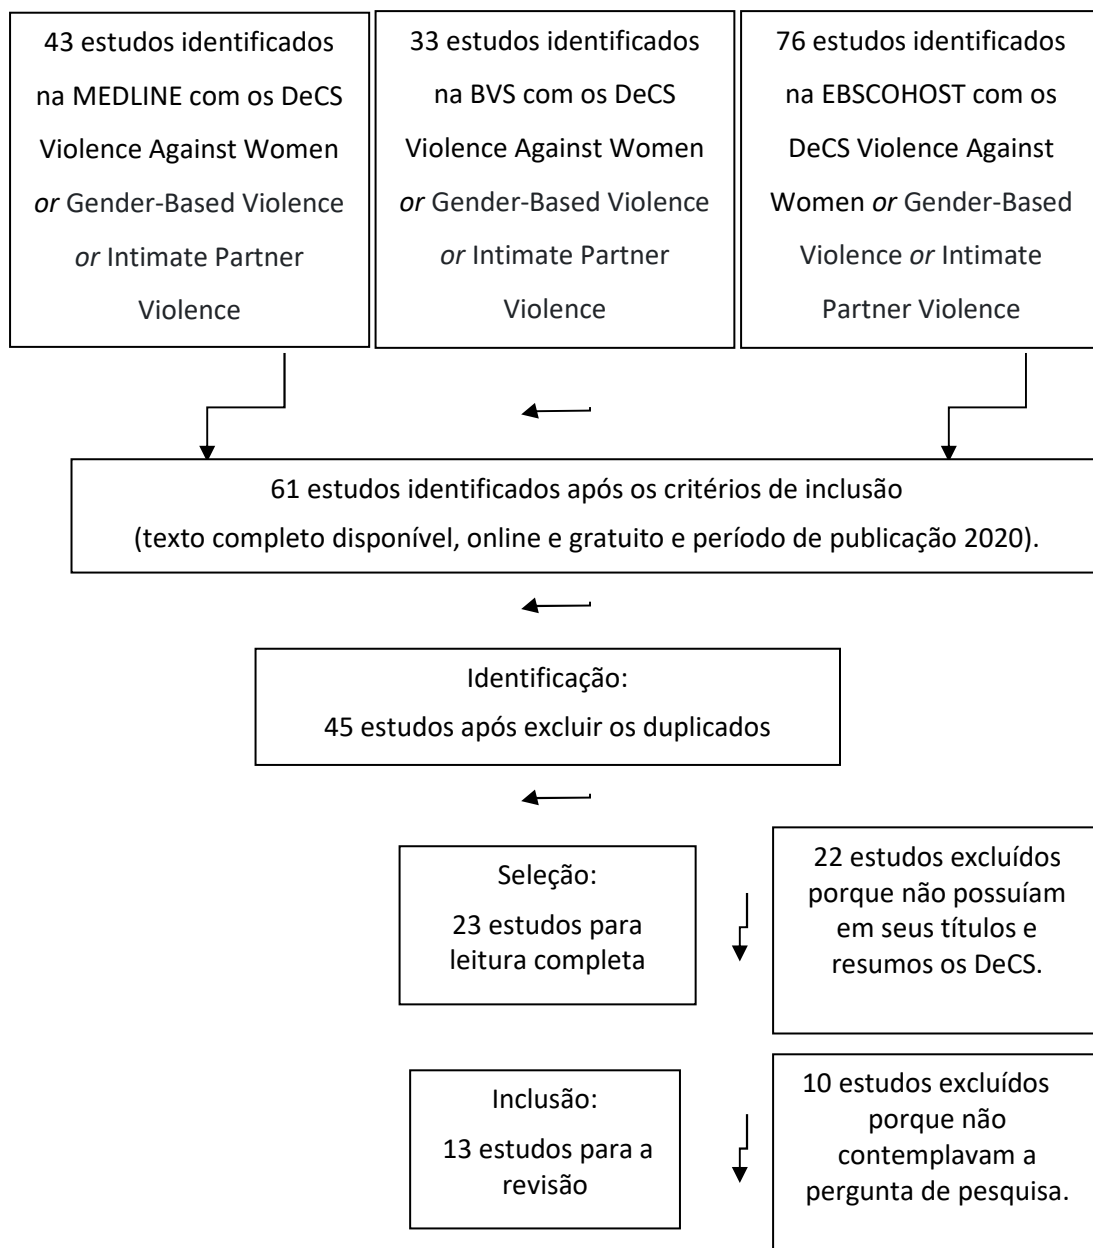 43 estudos identificados
na MEDLINE com os DeCS
Violence Against Women
or Gender-Based Violence
or Intimate Partner
Violence
33 estudos identificados
na BVS com os DeCS
Violence Against Women
or Gender-Based Violence
or Intimate Partner
Violence
76 estudos identificados
na EBSCOHOST com os
DeCS Violence Against
Women or Gender-Based
Violence or Intimate
Partner Violence
61 estudos identificados após os critérios de inclusão
(texto completo disponível, online e gratuito e período de publicação 2020).
Identificação:
45 estudos após excluir os duplicados
Seleção:
23 estudos para
leitura completa
22 estudos excluídos
porque não possuíam
em seus títulos e
resumos os DeCS.
Inclusão:
13 estudos para a
revisão
10 estudos excluídos
porque não
contemplavam a
pergunta de pesquisa.